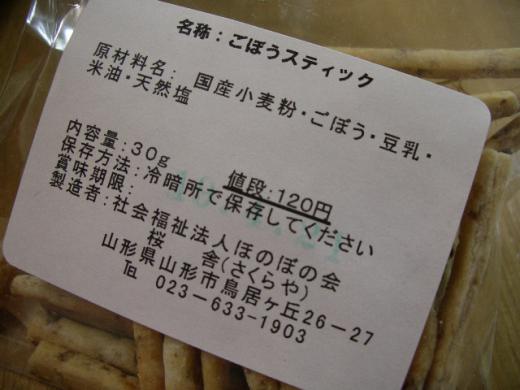 名称：ごぼうスティック
原材料名： 国産小麦粉・ごぼう・豆乳・
米油・天然塩
内容量：30g 値段：120円
保存方法：冷暗所で保存してください
賞味期限：
製造者：社会福祉法人ほのぼの会
桜 舎(さくらや)
山形県山形市鳥居ヶ丘26－27
℡ 023－633－1903